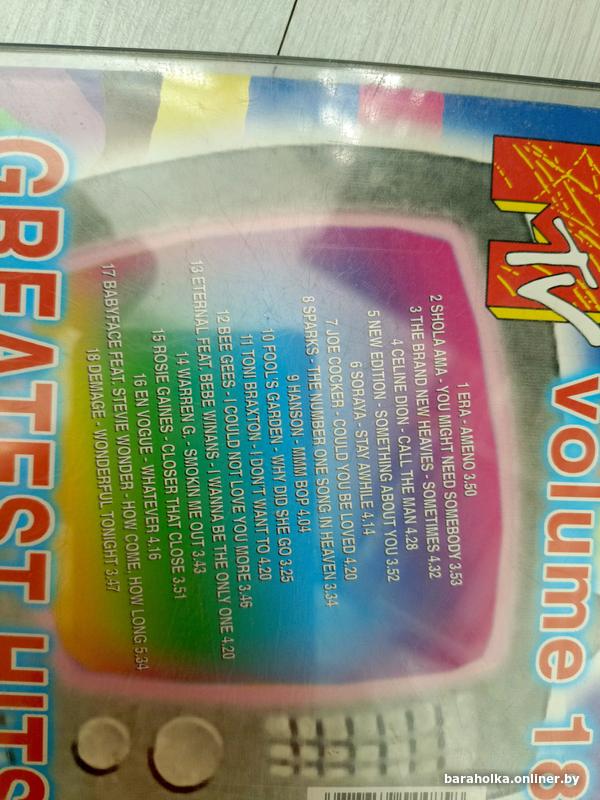 MTV
Volume 18
1 ERA - AMENO 3.50
2 SHOLA AMA - YOU MIGHT NEED SOMEBODY 3.53
3 THE BRAND NEW HEAVIES - SOMETIMES 4.32
4 CELINE DION - CALL THE MAN 4.28
5 NEW EDITION - SOMETHING ABOUT YOU 3.52
6 SORAYA - STAY AWHILE 4.14
7 JOE COCKER - COULD YOU BE LOVED 4.20
8 SPARKS - THE NUMBER ONE SONG IN HEAVEN 3.34
9 HANSON - MMM BOP 4.04
10 FOOL'S GARDEN - WHY DID SHE GO 3.25
11 TONI BRAXTON - I DON'T WANT TO 4.20
12 BEE GEES - I COULD NOT LOVE YOU MORE 3.46
13 ETERNAL FEAT. BEBE WINANS - I WANNA BE THE ONLY ONE 4.20
14 WARREN G. - SMOKIN ME OUT 3.43
15 ROSIE GAINES - CLOSER THAT CLOSE 3.51
16 EN VOGUE - WHATEVER 4.16
17 BABYFACE FEAT. STEVIE WONDER - HOW COME, HOW LONG 5.34
18 DEMAGE - WONDERFUL TONIGHT 3.47
GREATEST HITS
baraholka.onliner.by